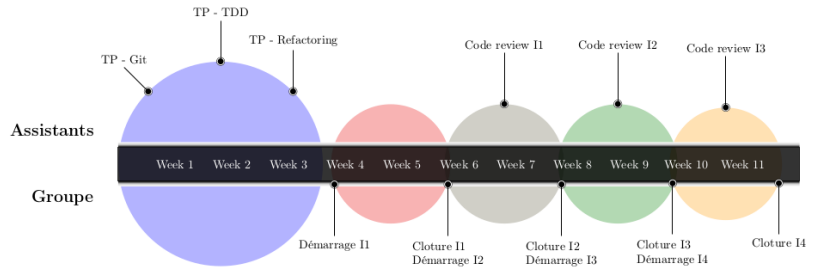 TP - TDD
TP - Refactoring
TP - Git
Code review I1
Code review I2
Code review I3
Assistants
Week 1 Week 2 Week 3 Week 4 Week 5 Week 6 Week 7 Week 8 Week 9 Week 10 Week 11
Groupe
Démarrage I1
Cloture I1
Démarrage I2
Cloture I2
Démarrage I3
Cloture I3
Démarrage I4
Cloture I4